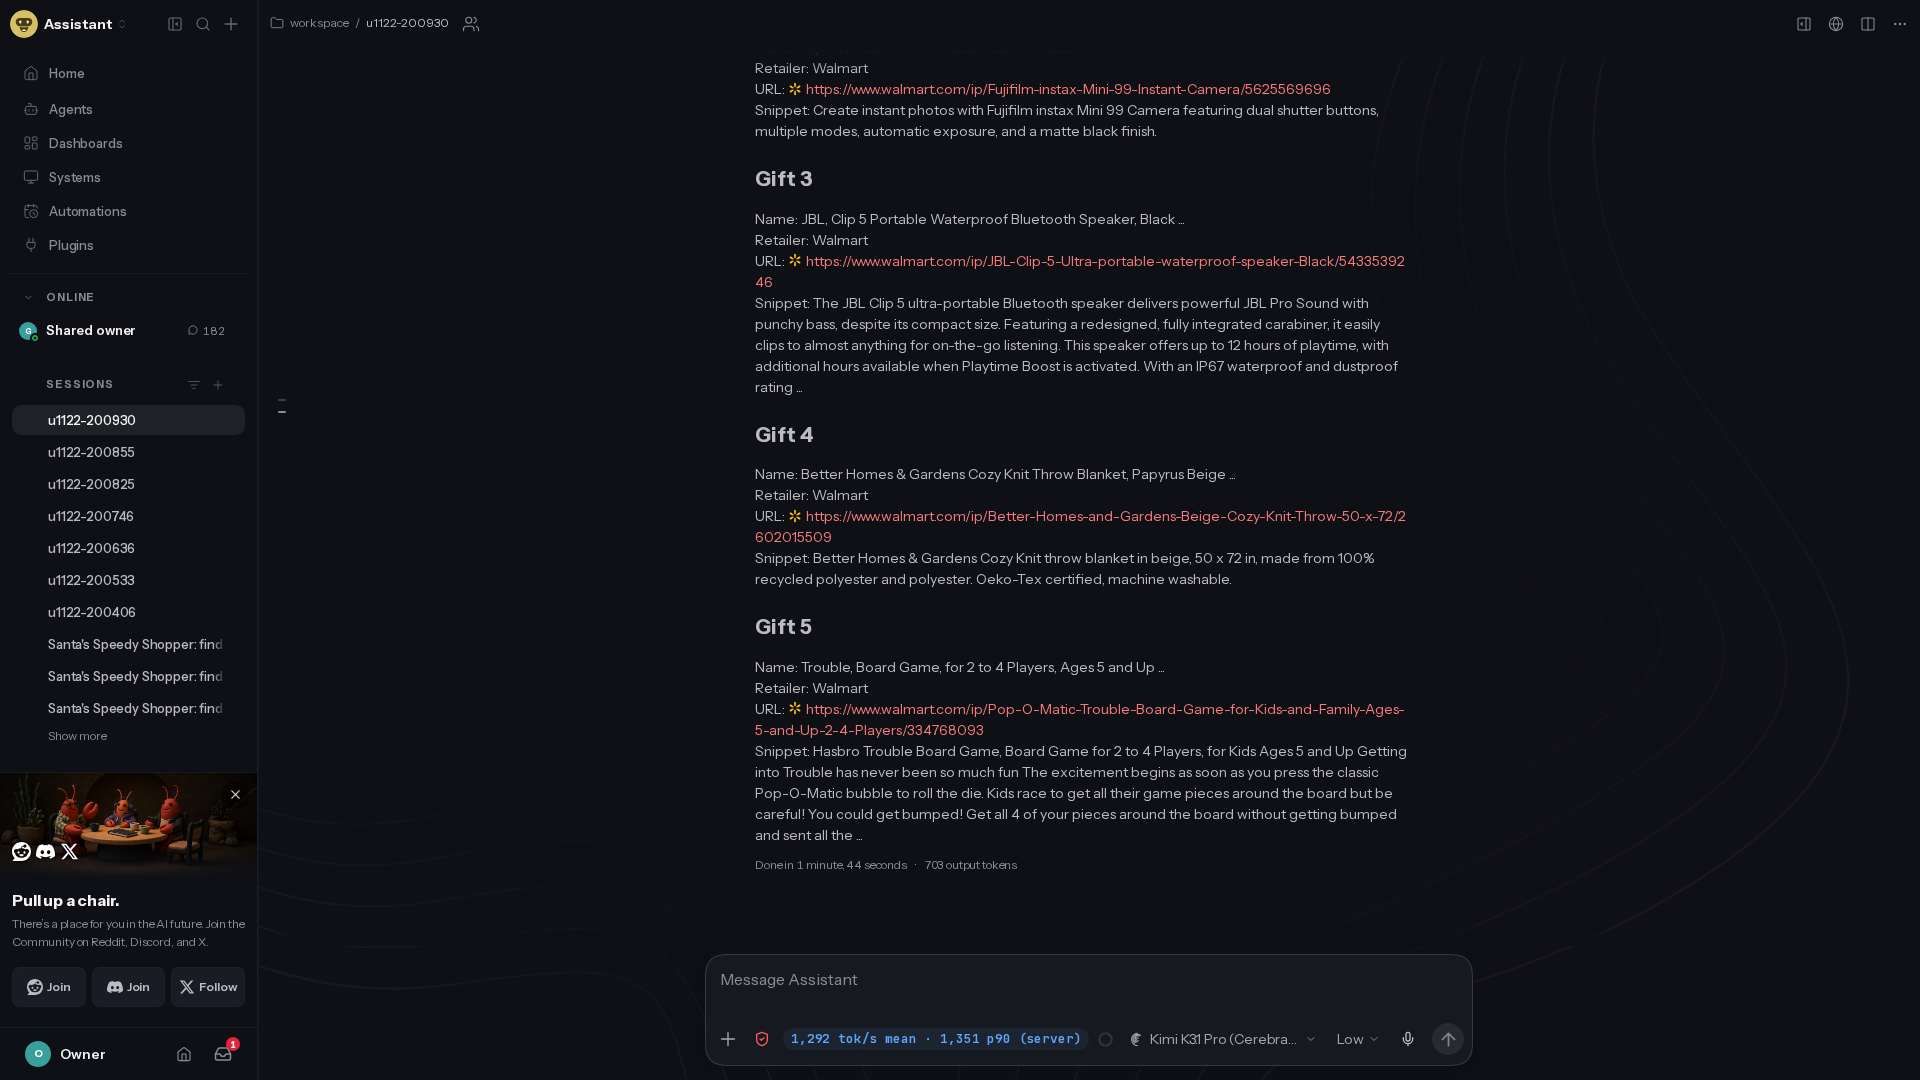 Assistant
workspace / u1122-200930
Home
Agents
Dashboards
Systems
Automations
Plugins
ONLINE
G
Shared owner
182
SESSIONS
u1122-200930
u1122-200855
u1122-200825
u1122-200746
u1122-200636
u1122-200533
u1122-200406
Santa's Speedy Shopper: find
Santa's Speedy Shopper: find
Santa's Speedy Shopper: find
Show more
Pull up a chair.
There's a place for you in the AI future. Join the
Community on Reddit, Discord, and X.
Join
Join
Follow
O
Owner
1
Retailer: Walmart
URL: https://www.walmart.com/ip/Fujifilm-instax-Mini-99-Instant-Camera/5625569696
Snippet: Create instant photos with Fujifilm instax Mini 99 Camera featuring dual shutter buttons,
multiple modes, automatic exposure, and a matte black finish.
Gift 3
Name: JBL, Clip 5 Portable Waterproof Bluetooth Speaker, Black ...
Retailer: Walmart
URL: https://www.walmart.com/ip/JBL-Clip-5-Ultra-portable-waterproof-speaker-Black/54335392
46
Snippet: The JBL Clip 5 ultra-portable Bluetooth speaker delivers powerful JBL Pro Sound with
punchy bass, despite its compact size. Featuring a redesigned, fully integrated carabiner, it easily
clips to almost anything for on-the-go listening. This speaker offers up to 12 hours of playtime, with
additional hours available when Playtime Boost is activated. With an IP67 waterproof and dustproof
rating ...
Gift 4
Name: Better Homes & Gardens Cozy Knit Throw Blanket, Papyrus Beige ...
Retailer: Walmart
URL: https://www.walmart.com/ip/Better-Homes-and-Gardens-Beige-Cozy-Knit-Throw-50-x-72/2
602015509
Snippet: Better Homes & Gardens Cozy Knit throw blanket in beige, 50 x 72 in, made from 100%
recycled polyester and polyester. Oeko-Tex certified, machine washable.
Gift 5
Name: Trouble, Board Game, for 2 to 4 Players, Ages 5 and Up ...
Retailer: Walmart
URL: https://www.walmart.com/ip/Pop-O-Matic-Trouble-Board-Game-for-Kids-and-Family-Ages-
5-and-Up-2-4-Players/334768093
Snippet: Hasbro Trouble Board Game, Board Game for 2 to 4 Players, for Kids Ages 5 and Up Getting
into Trouble has never been so much fun The excitement begins as soon as you press the classic
Pop-O-Matic bubble to roll the die. Kids race to get all their game pieces around the board but be
careful! You could get bumped! Get all 4 of your pieces around the board without getting bumped
and sent all the ...
Done in 1 minute, 44 seconds · 703 output tokens
Message Assistant
1,292 tok/s mean · 1,351 p90 (server)
Kimi K3.1 Pro (Cerebra...
Low